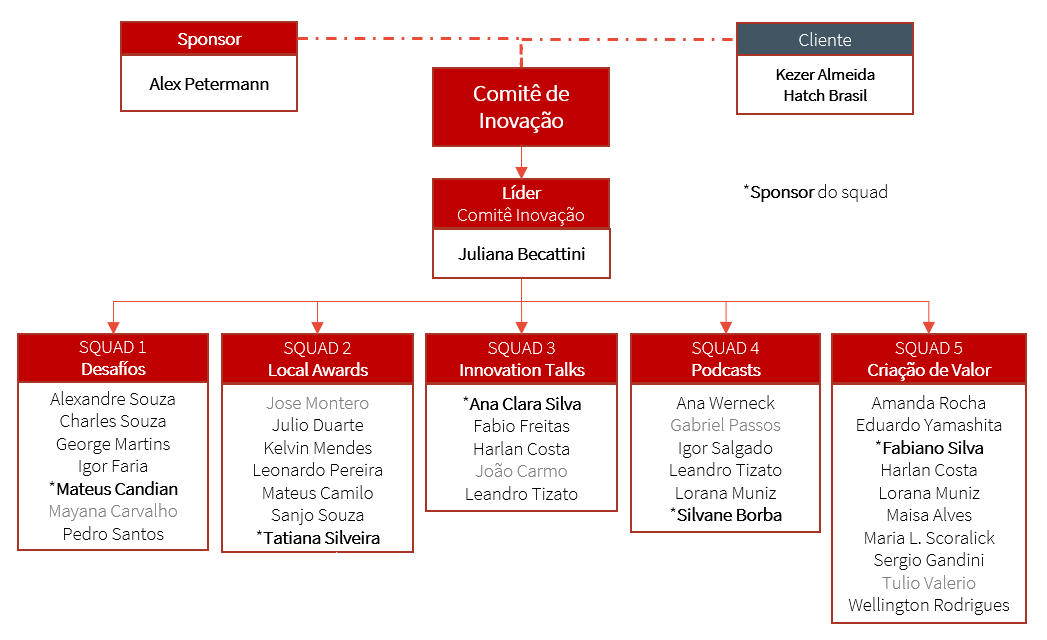 Sponsor
Alex Petermann
Cliente
Kezer Almeida
Hatch Brasil
Comitê de
Inovação
Líder
Comitê Inovação
Juliana Becattini
*Sponsor do squad
SQUAD 1
Desafíos
Alexandre Souza
Charles Souza
George Martins
Igor Faria
*Mateus Candian
Mayana Carvalho
Pedro Santos
SQUAD 2
Local Awards
Jose Montero
Julio Duarte
Kelvin Mendes
Leonardo Pereira
Mateus Camilo
Sanjo Souza
*Tatiana Silveira
SQUAD 3
Innovation Talks
*Ana Clara Silva
Fabio Freitas
Harlan Costa
João Carmo
Leandro Tizato
SQUAD 4
Podcasts
Ana Werneck
Gabriel Passos
Igor Salgado
Leandro Tizato
Lorana Muniz
*Silvane Borba
SQUAD 5
Criação de Valor
Amanda Rocha
Eduardo Yamashita
*Fabiano Silva
Harlan Costa
Lorana Muniz
Maisa Alves
Maria L. Scoralick
Sergio Gandini
Tulio Valerio
Wellington Rodrigues